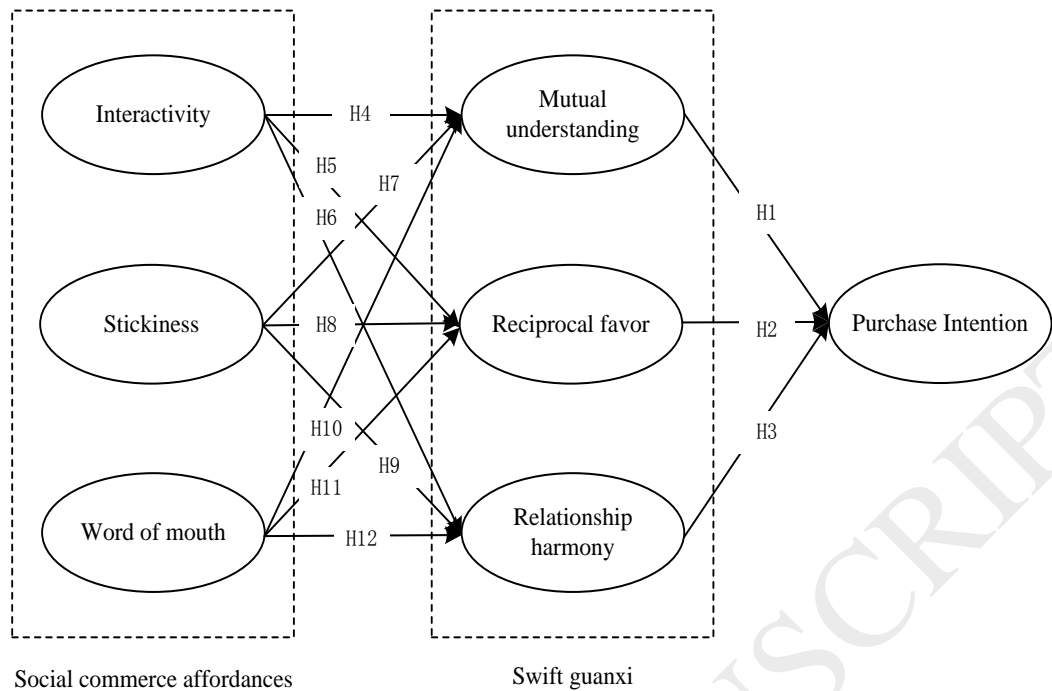 Interactivity
Stickiness
Word of mouth
Social commerce affordances
H4
H5
H7
H6
H8
H10
H9
H11
H12
Mutual
understanding
Reciprocal favor
Relationship
harmony
Swift guanxi
H1
H2
H3
Purchase Intention
NSCRIPT